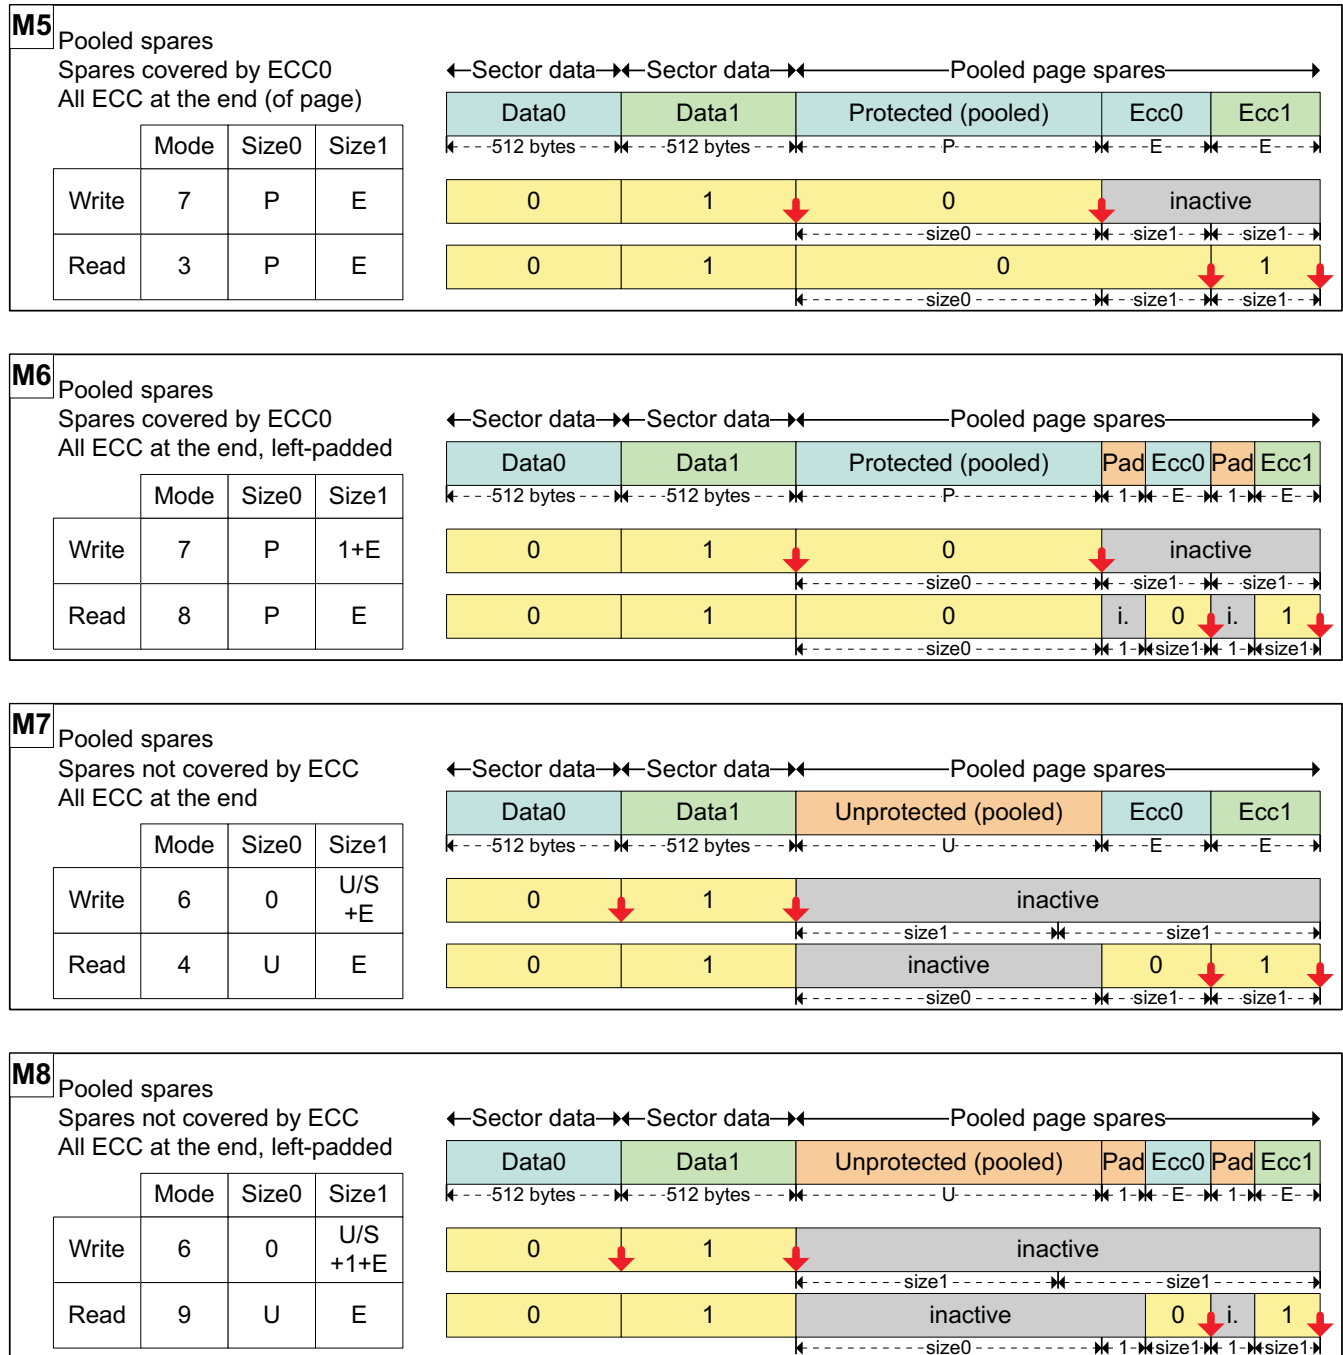 M5
Pooled spares
Spares covered by ECC0
All ECC at the end (of page)
Mode Size0 Size1
Write 7 P E
Read 3 P E
Sector data Sector data Pooled page spares
Data0 Data1 Protected (pooled) Ecc0 Ecc1
512 bytes 512 bytes P E E
0 1 0 inactive
size0 size1 size1
0 1 0 1
size0 size1 size1
M6
Pooled spares
Spares covered by ECC0
All ECC at the end, left-padded
Mode Size0 Size1
Write 7 P 1+E
Read 8 P E
Sector data Sector data Pooled page spares
Data0 Data1 Protected (pooled) Pad Ecc0 Pad Ecc1
512 bytes 512 bytes P 1 E 1 E
0 1 0 inactive
size0 size1 size1
0 1 0 i. 0 i. 1
size0 1 size1 1 size1
M7
Pooled spares
Spares not covered by ECC
All ECC at the end
Mode Size0 Size1
Write 6 0 U/S
+E
Read 4 U E
Sector data Sector data Pooled page spares
Data0 Data1 Unprotected (pooled) Ecc0 Ecc1
512 bytes 512 bytes U E E
0 1 inactive
size1 size1
0 1 inactive 0 1
size0 size1 size1
M8
Pooled spares
Spares not covered by ECC
All ECC at the end, left-padded
Mode Size0 Size1
Write 6 0 U/S
+1+E
Read 9 U E
Sector data Sector data Pooled page spares
Data0 Data1 Unprotected (pooled) Pad Ecc0 Pad Ecc1
512 bytes 512 bytes U 1 E 1 E
0 1 inactive
size1 size1
0 1 inactive 0 i. 1
size0 1 size1 1 size1